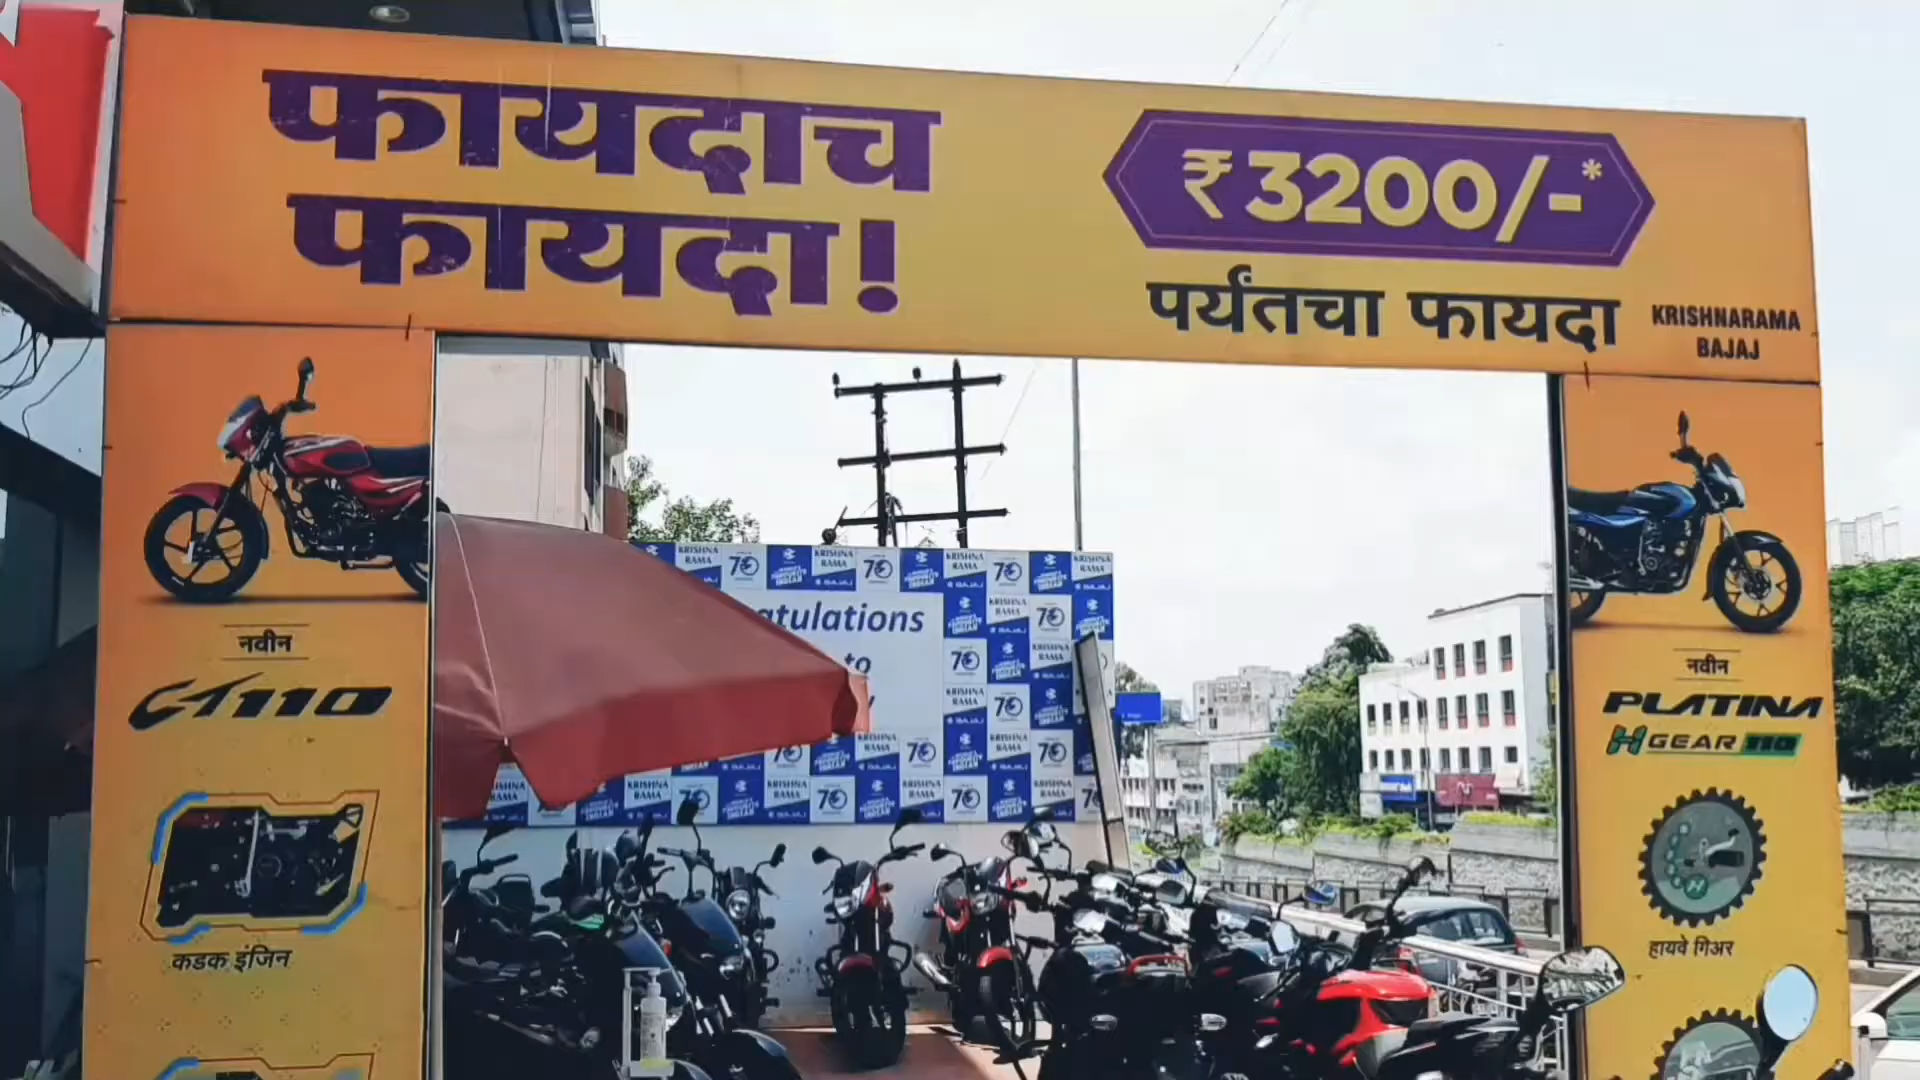 फायदाच
फायदा!
₹3200/-*
पर्यंतचा फायदा
KRISHNARAMA
BAJAJ
नवीन
CT110
कडक इंजिन
नवीन
PLATINA
H GEAR 110
हायवे गिअर
atulations
to
KRISHNA
RAMA
70
BAJAJ